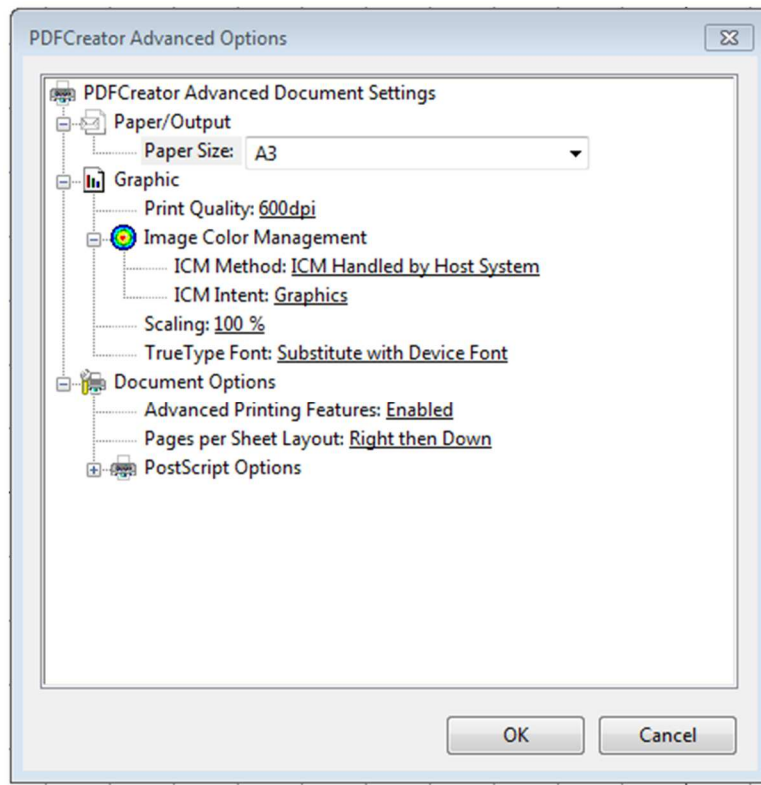 PDFCreator Advanced Options
PDFCreator Advanced Document Settings
Paper/Output
Paper Size: A3
Graphic
Print Quality: 600dpi
Image Color Management
ICM Method: ICM Handled by Host System
ICM Intent: Graphics
Scaling: 100 %
TrueType Font: Substitute with Device Font
Document Options
Advanced Printing Features: Enabled
Pages per Sheet Layout: Right then Down
PostScript Options
OK Cancel